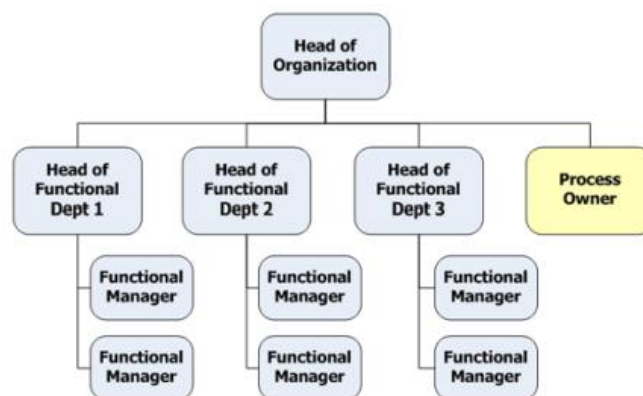 Head of
Organization
Head of
Functional
Dept 1
Head of
Functional
Dept 2
Head of
Functional
Dept 3
Process
Owner
Functional
Manager
Functional
Manager
Functional
Manager
Functional
Manager
Functional
Manager
Functional
Manager